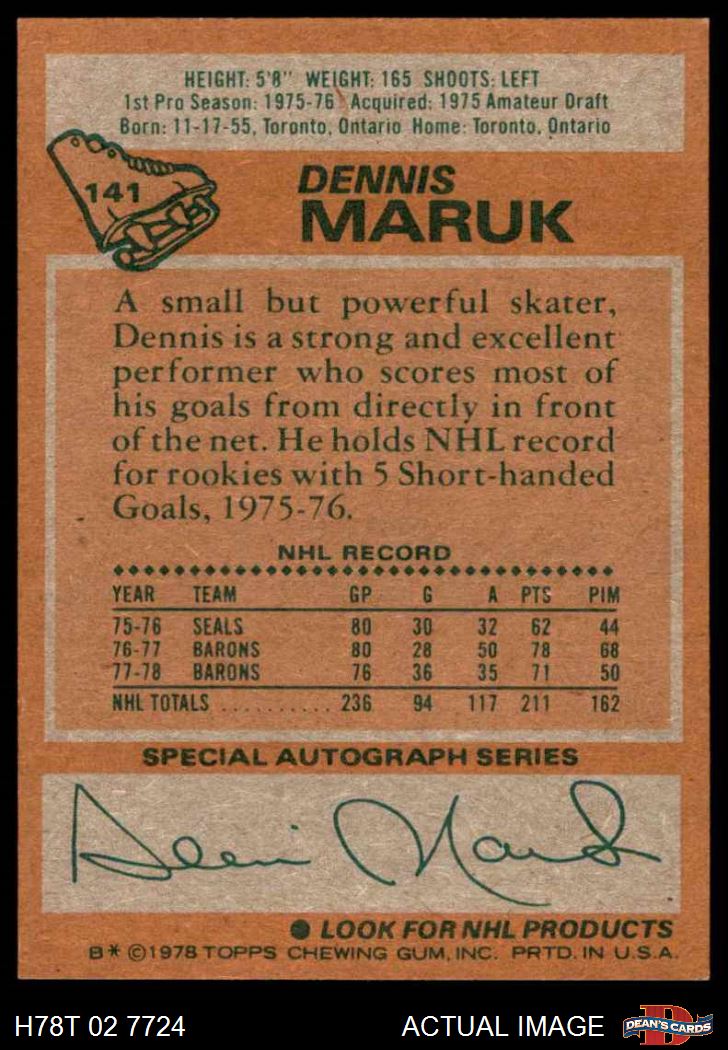 HEIGHT: 5'8" WEIGHT: 165 SHOOTS: LEFT
1st Pro Season: 1975-76 Acquired: 1975 Amateur Draft
Born: 11-17-55, Toronto, Ontario Home: Toronto, Ontario
141
DENNIS
MARUK
A small but powerful skater,
Dennis is a strong and excellent
performer who scores most of
his goals from directly in front
of the net. He holds NHL record
for rookies with 5 Short-handed
Goals, 1975-76.
NHL RECORD
YEAR TEAM GP G A PTS PIM
75-76 SEALS 80 30 32 62 44
76-77 BARONS 80 28 50 78 68
77-78 BARONS 76 36 35 71 50
NHL TOTALS .......... 236 94 117 211 162
SPECIAL AUTOGRAPH SERIES
Dennis Maruk
● LOOK FOR NHL PRODUCTS
B* ©1978 TOPPS CHEWING GUM, INC. PRTD. IN U.S.A.
H78T 02 7724 ACTUAL IMAGE DEAN'S CARDS